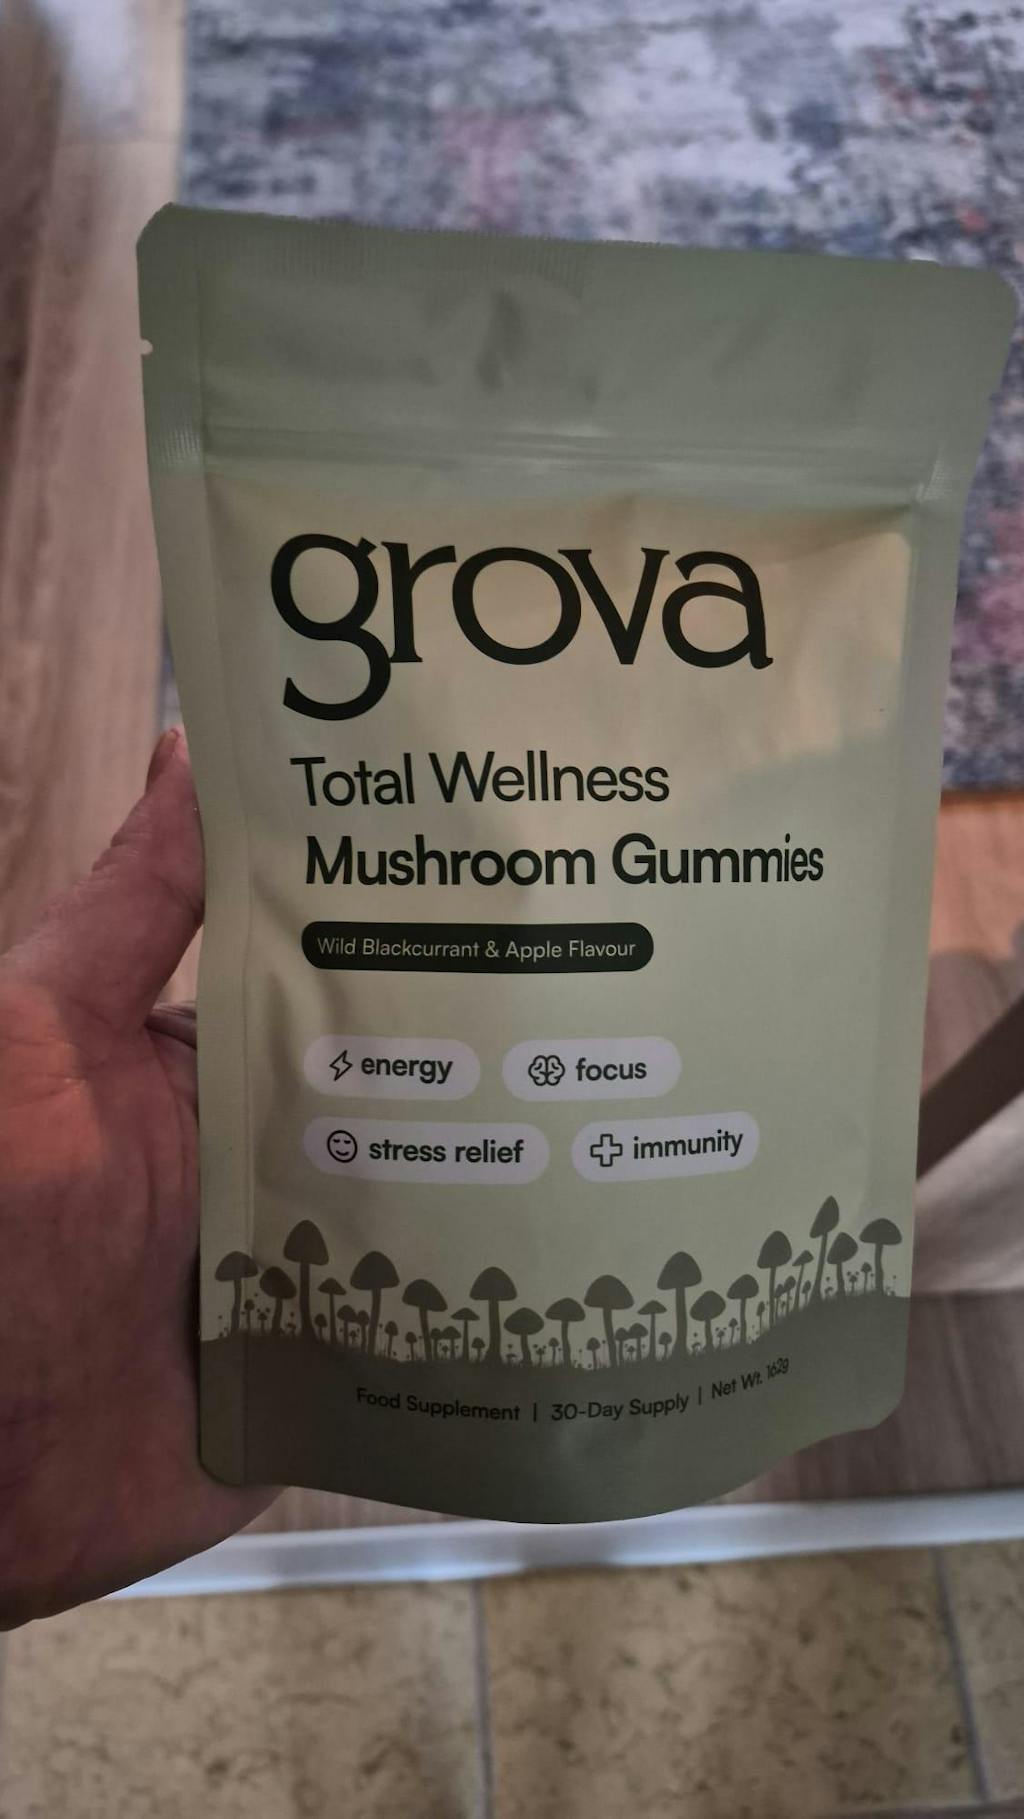 grova
Total Wellness
Mushroom Gummies
Wild Blackcurrant & Apple Flavour
energy
focus
stress relief
immunity
Food Supplement | 30-Day Supply | Net Wt. 162g